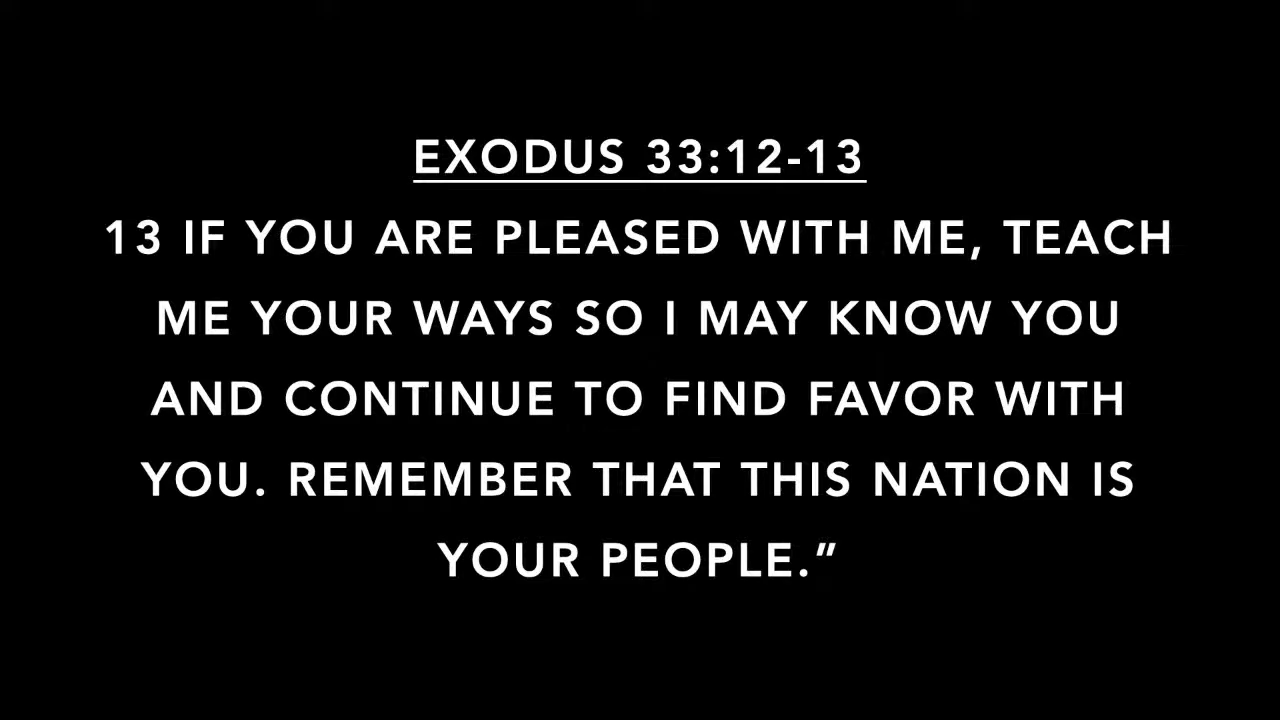 EXODUS 33:12-13
13 IF YOU ARE PLEASED WITH ME, TEACH
ME YOUR WAYS SO I MAY KNOW YOU
AND CONTINUE TO FIND FAVOR WITH
YOU. REMEMBER THAT THIS NATION IS
YOUR PEOPLE.”